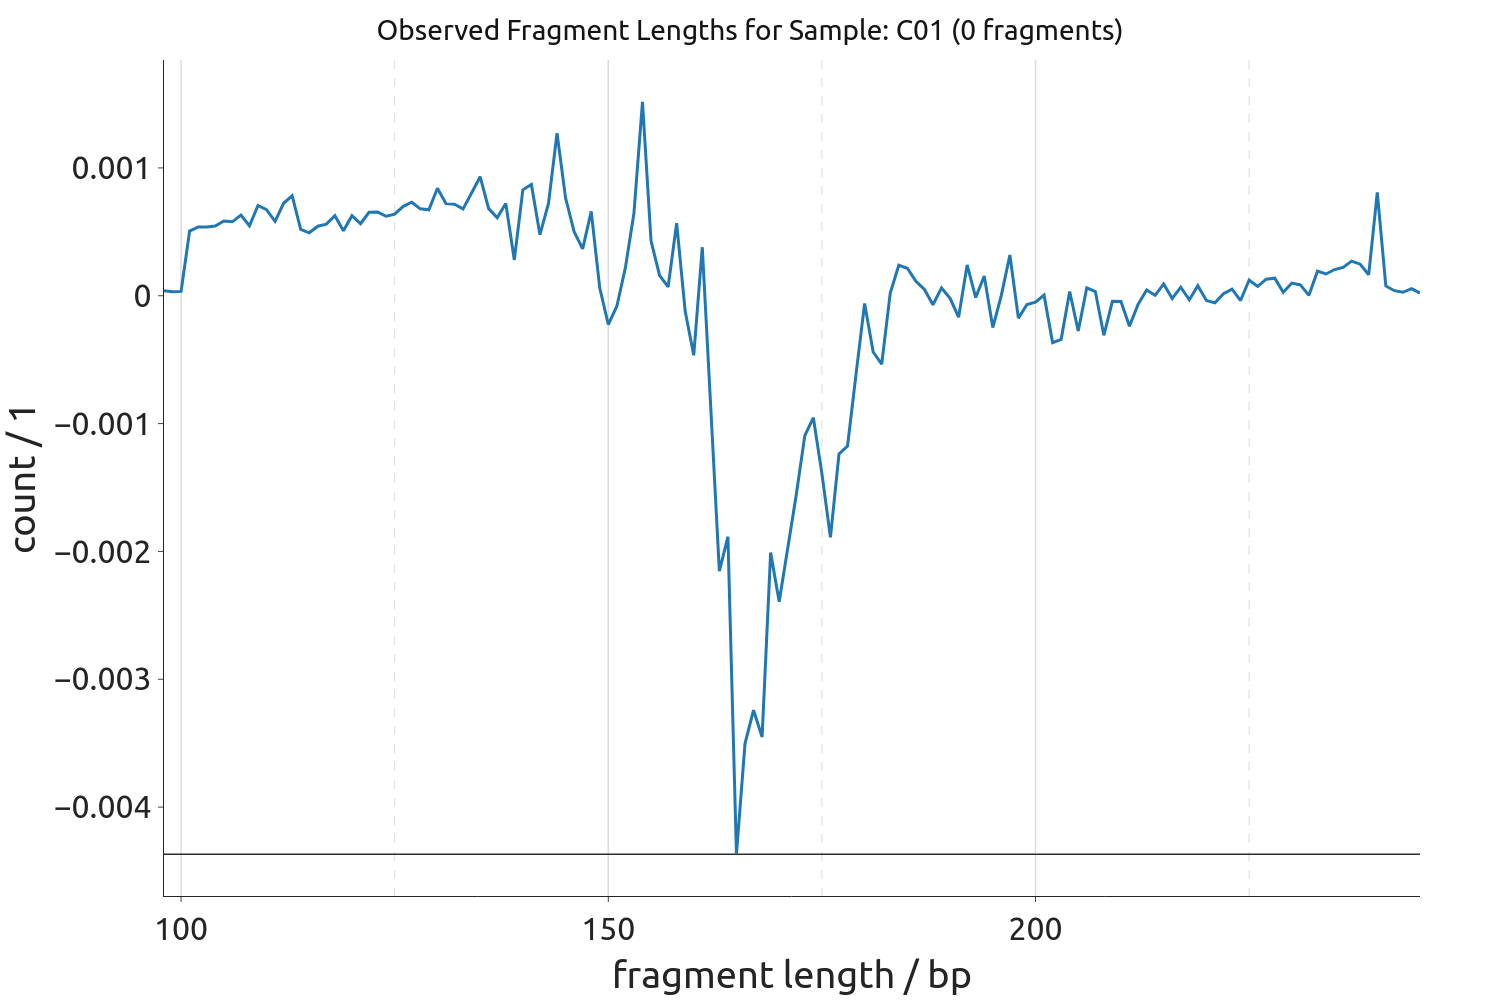 Observed Fragment Lengths for Sample: C01 (0 fragments)
0.001
0
−0.001
−0.002
−0.003
−0.004
count / 1
100 150 200
fragment length / bp